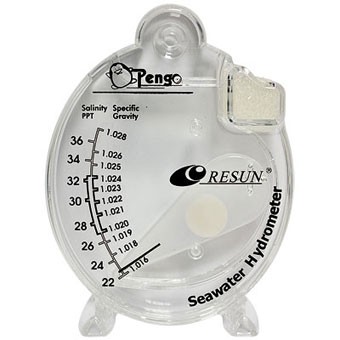 Pengo
Salinity Specific
PPT Gravity
1.028
36
1.026
34
1.025
32 1.024
1.023
30
1.022
28 1.021
26 1.020
1.019
24 1.018
22 1.016
RESUN®
Seawater Hydrometer